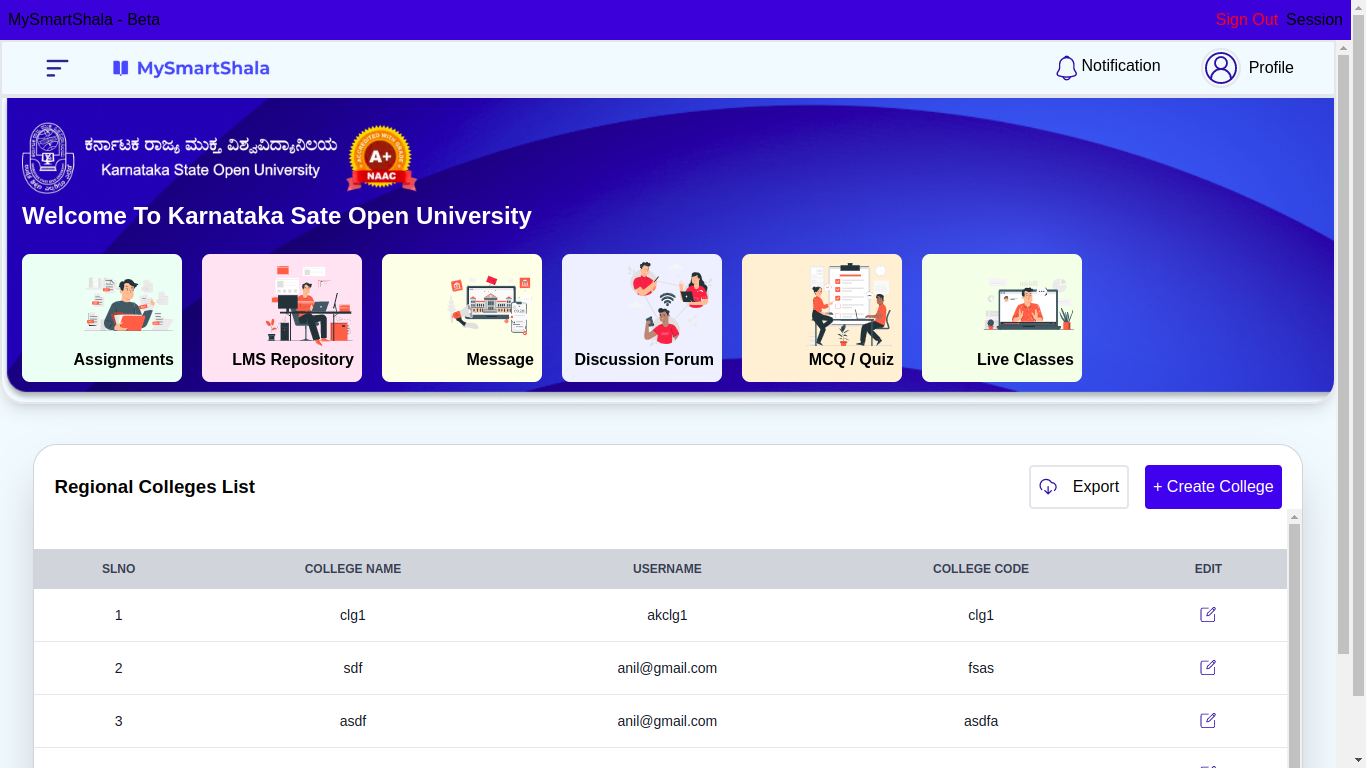 MySmartShala - Beta
Sign Out Session
MySmartShala
Notification
Profile
ಕರ್ನಾಟಕ ರಾಜ್ಯ ಮುಕ್ತ ವಿಶ್ವವಿದ್ಯಾನಿಲಯ
Karnataka State Open University
ACCREDITED WITH GRADE
A+
NAAC
Welcome To Karnataka Sate Open University
Assignments
LMS Repository
Message
Discussion Forum
MCQ / Quiz
Live Classes
Regional Colleges List
Export
+ Create College
SLNO COLLEGE NAME USERNAME COLLEGE CODE EDIT
1 clg1 akclg1 clg1
2 sdf anil@gmail.com fsas
3 asdf anil@gmail.com asdfa